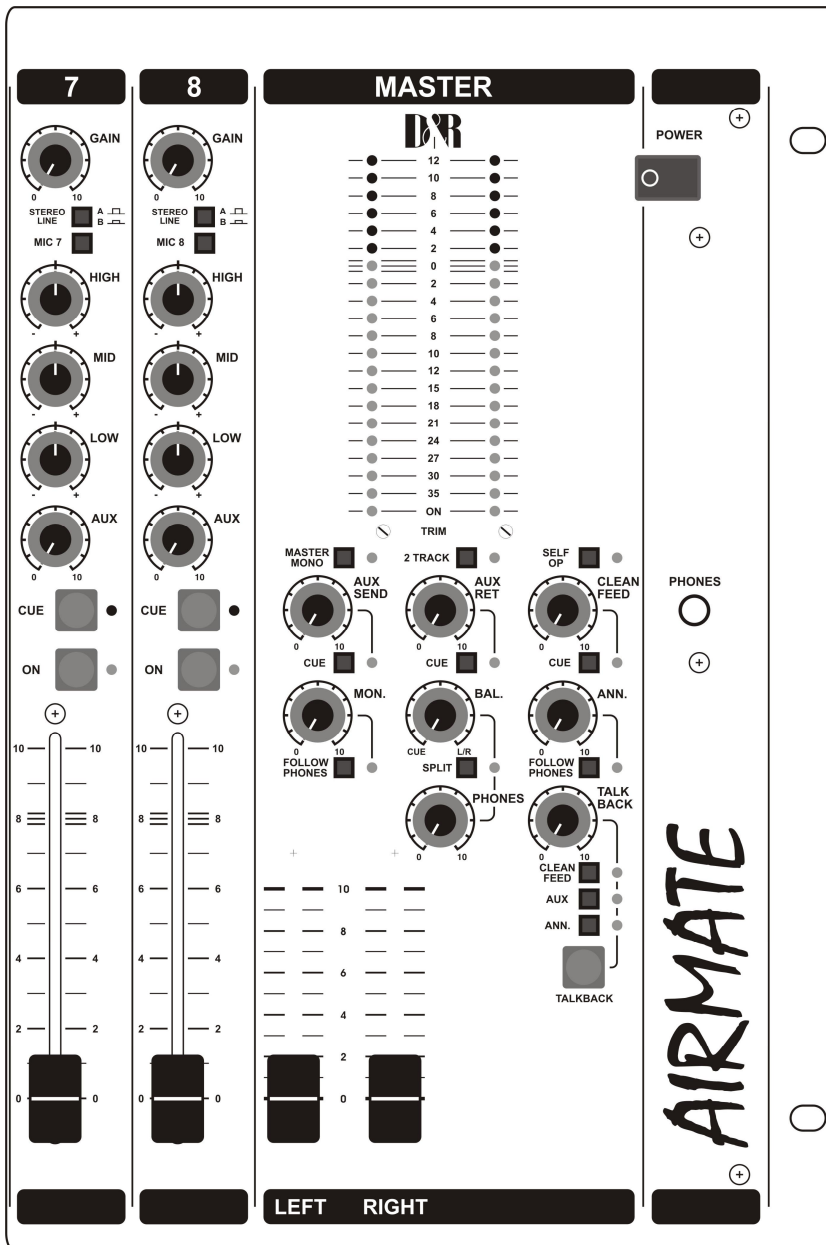 7
GAIN
0 10
STEREO LINE
A
B
MIC 7
HIGH
- +
MID
- +
LOW
- +
AUX
0 10
CUE
ON
10 10
8 8
6 6
4 4
2 2
0 0
8
GAIN
0 10
STEREO LINE
A
B
MIC 8
HIGH
- +
MID
- +
LOW
- +
AUX
0 10
CUE
ON
10 10
8 8
6 6
4 4
2 2
0 0
MASTER
D&R
12
10
8
6
4
2
0
2
4
6
8
10
12
15
18
21
24
27
30
35
ON
TRIM
MASTER MONO
2 TRACK
SELF OP
AUX SEND
0 10
CUE
AUX RET
0 10
CUE
CLEAN FEED
0 10
CUE
MON.
0 10
FOLLOW PHONES
BAL.
CUE L/R
SPLIT
ANN.
0 10
FOLLOW PHONES
PHONES
0 10
TALK BACK
0 10
CLEAN FEED
AUX
ANN.
TALKBACK
10
8
6
4
2
0
LEFT RIGHT
POWER
PHONES
AIRMATE